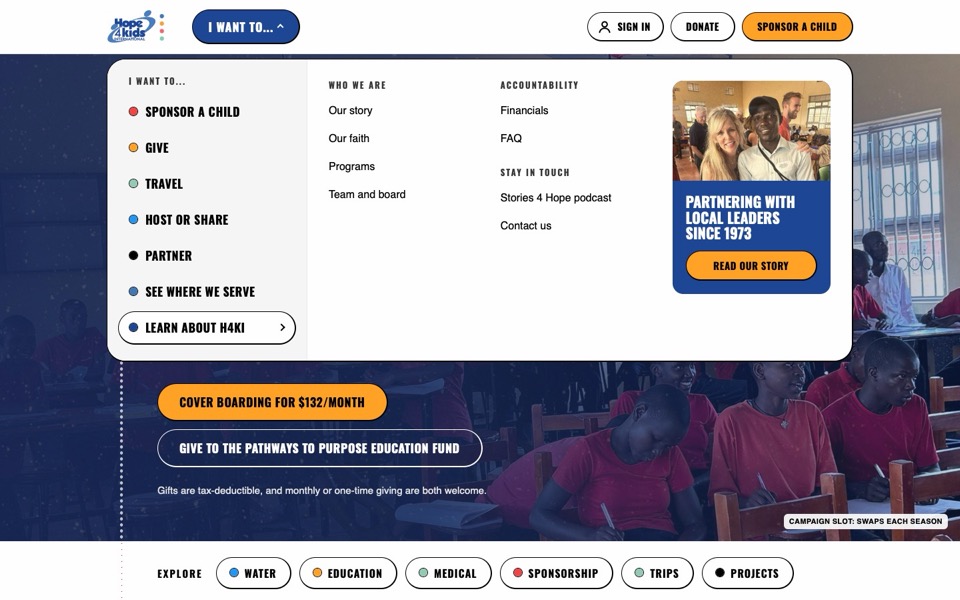 Hope 4 kids INTERNATIONAL
I WANT TO...
SIGN IN
DONATE
SPONSOR A CHILD
I WANT TO...
SPONSOR A CHILD
GIVE
TRAVEL
HOST OR SHARE
PARTNER
SEE WHERE WE SERVE
LEARN ABOUT H4KI
WHO WE ARE
Our story
Our faith
Programs
Team and board
ACCOUNTABILITY
Financials
FAQ
STAY IN TOUCH
Stories 4 Hope podcast
Contact us
PARTNERING WITH
LOCAL LEADERS
SINCE 1973
READ OUR STORY
COVER BOARDING FOR $132/MONTH
GIVE TO THE PATHWAYS TO PURPOSE EDUCATION FUND
Gifts are tax-deductible, and monthly or one-time giving are both welcome.
CAMPAIGN SLOT: SWAPS EACH SEASON
EXPLORE
WATER
EDUCATION
MEDICAL
SPONSORSHIP
TRIPS
PROJECTS